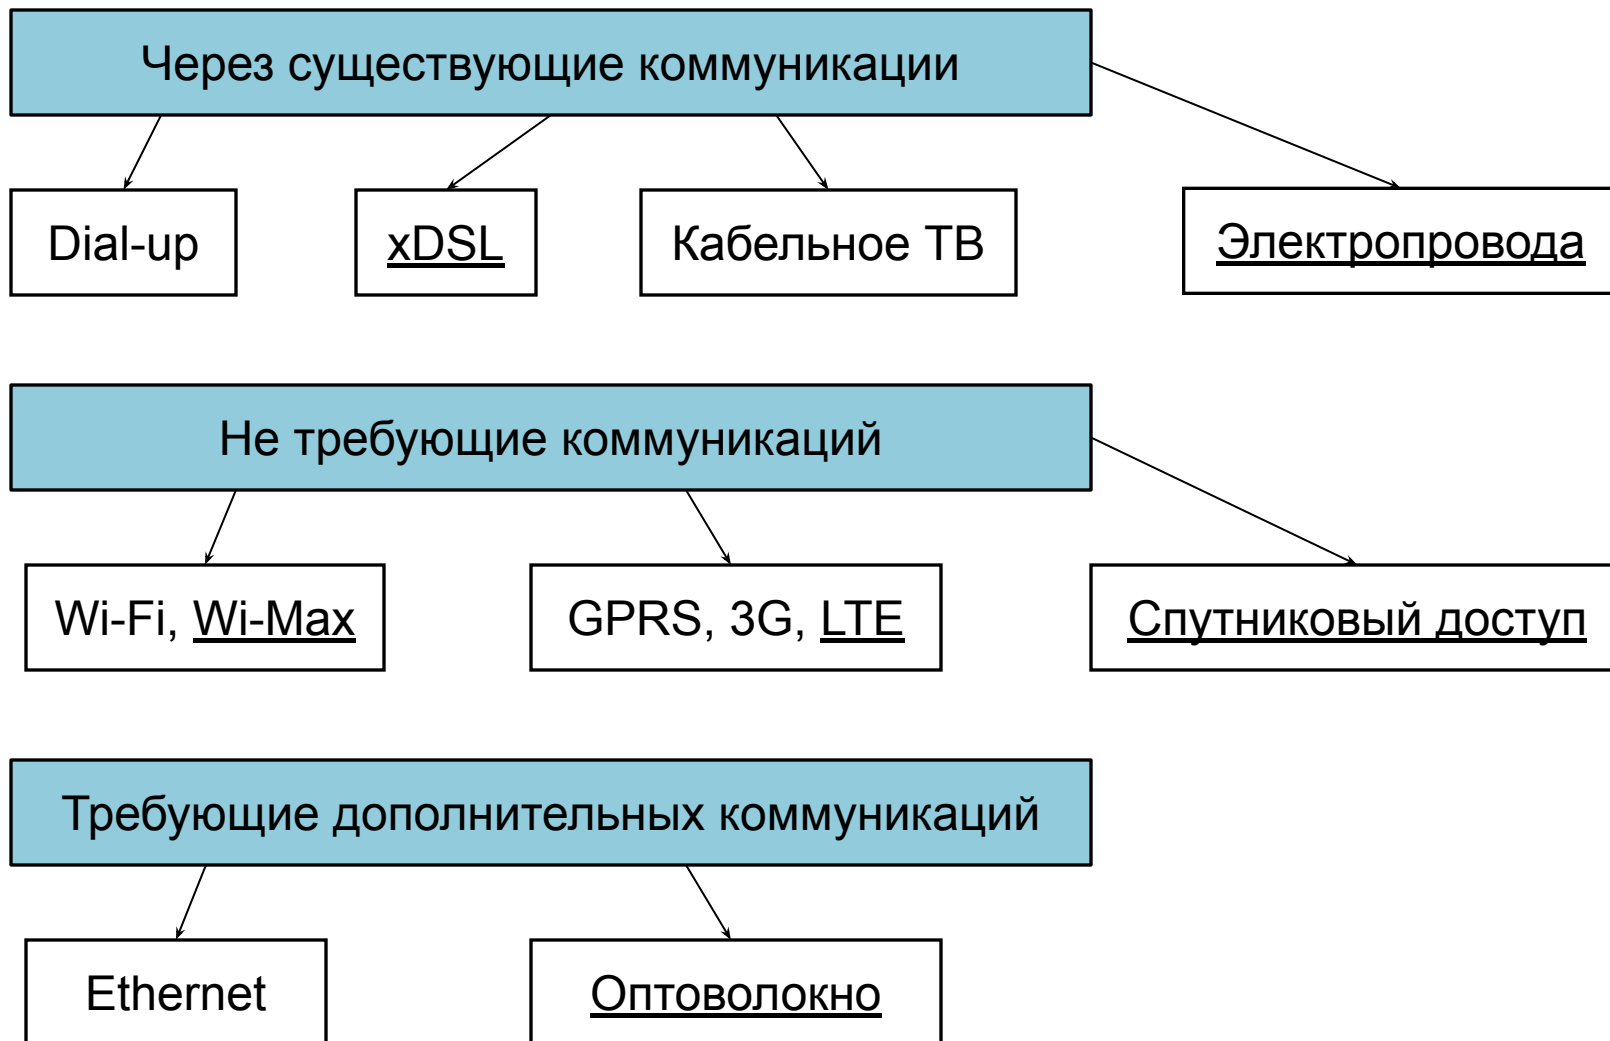 Через существующие коммуникации
Dial-up
xDSL
Кабельное ТВ
Электропровода
Не требующие коммуникаций
Wi-Fi, Wi-Max
GPRS, 3G, LTE
Спутниковый доступ
Требующие дополнительных коммуникаций
Ethernet
Оптоволокно